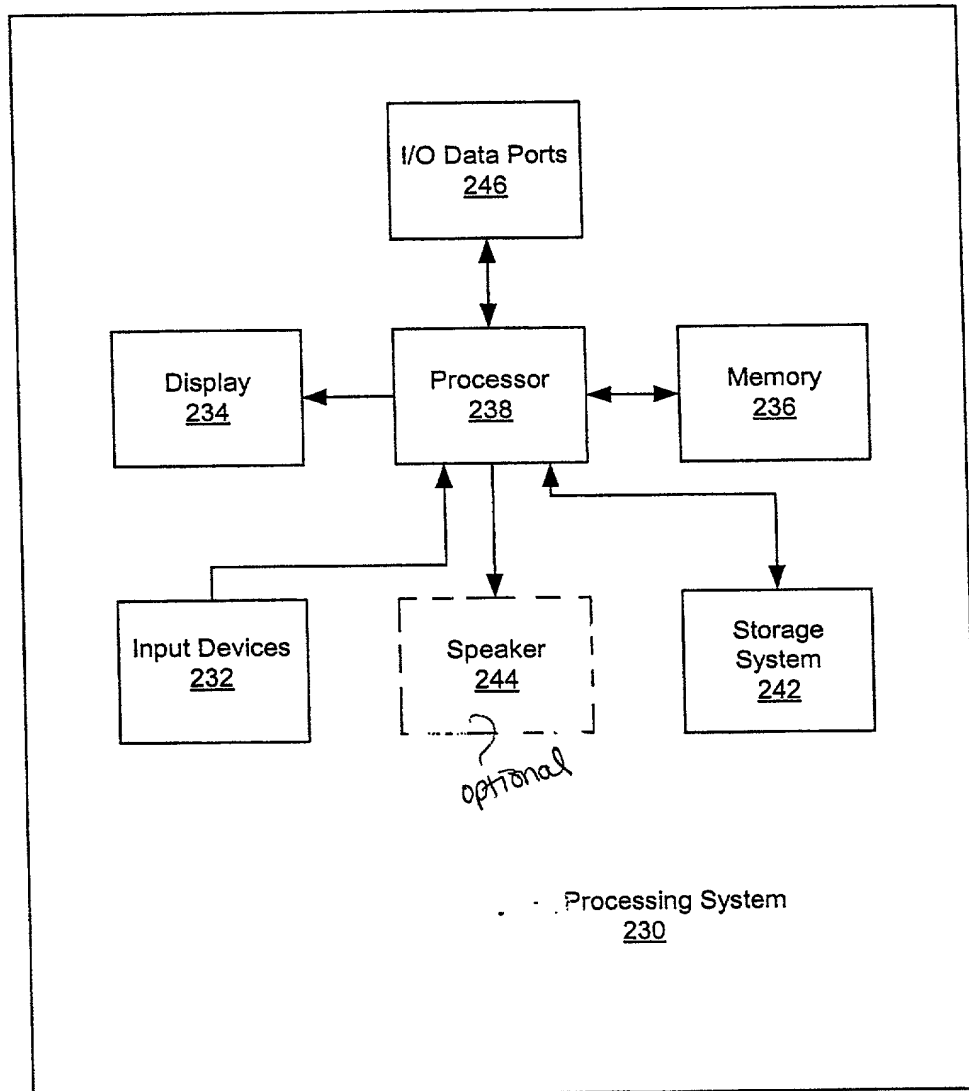 I/O Data Ports
246
Display
234
Processor
238
Memory
236
Input Devices
232
Speaker
244
Storage
System
242
optional
Processing System
230